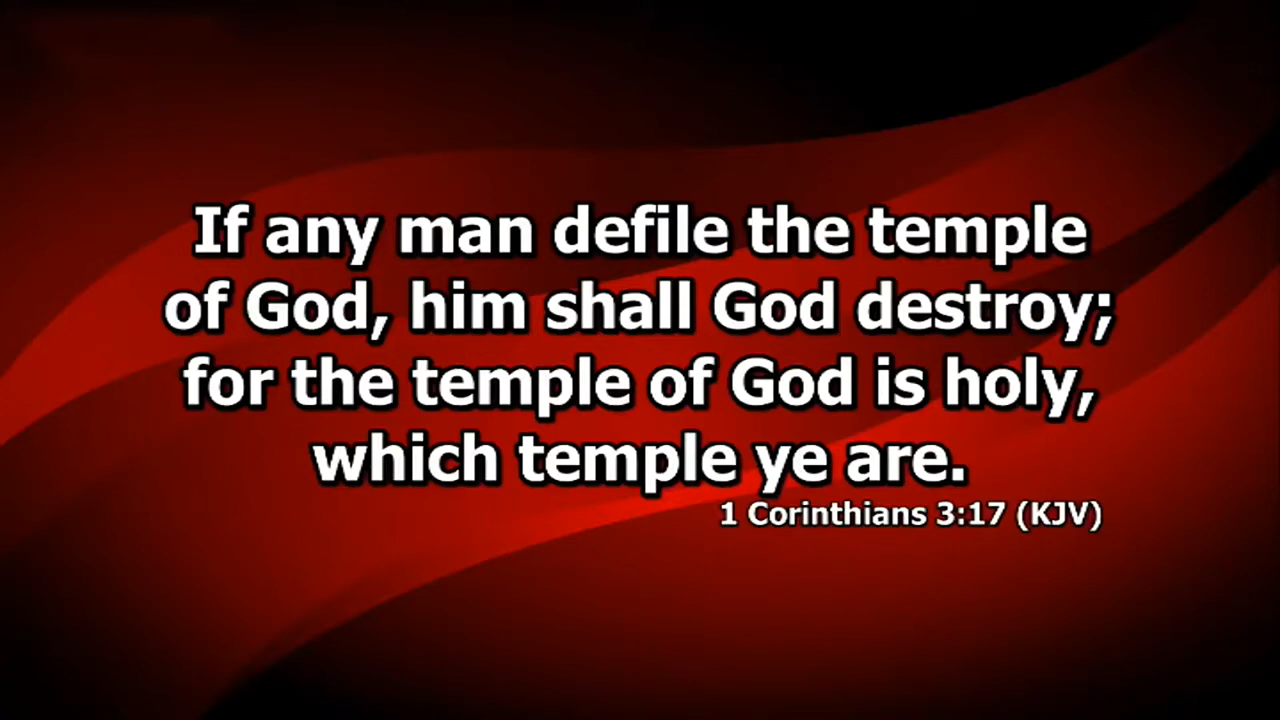 If any man defile the temple
of God, him shall God destroy;
for the temple of God is holy,
which temple ye are.
1 Corinthians 3:17 (KJV)